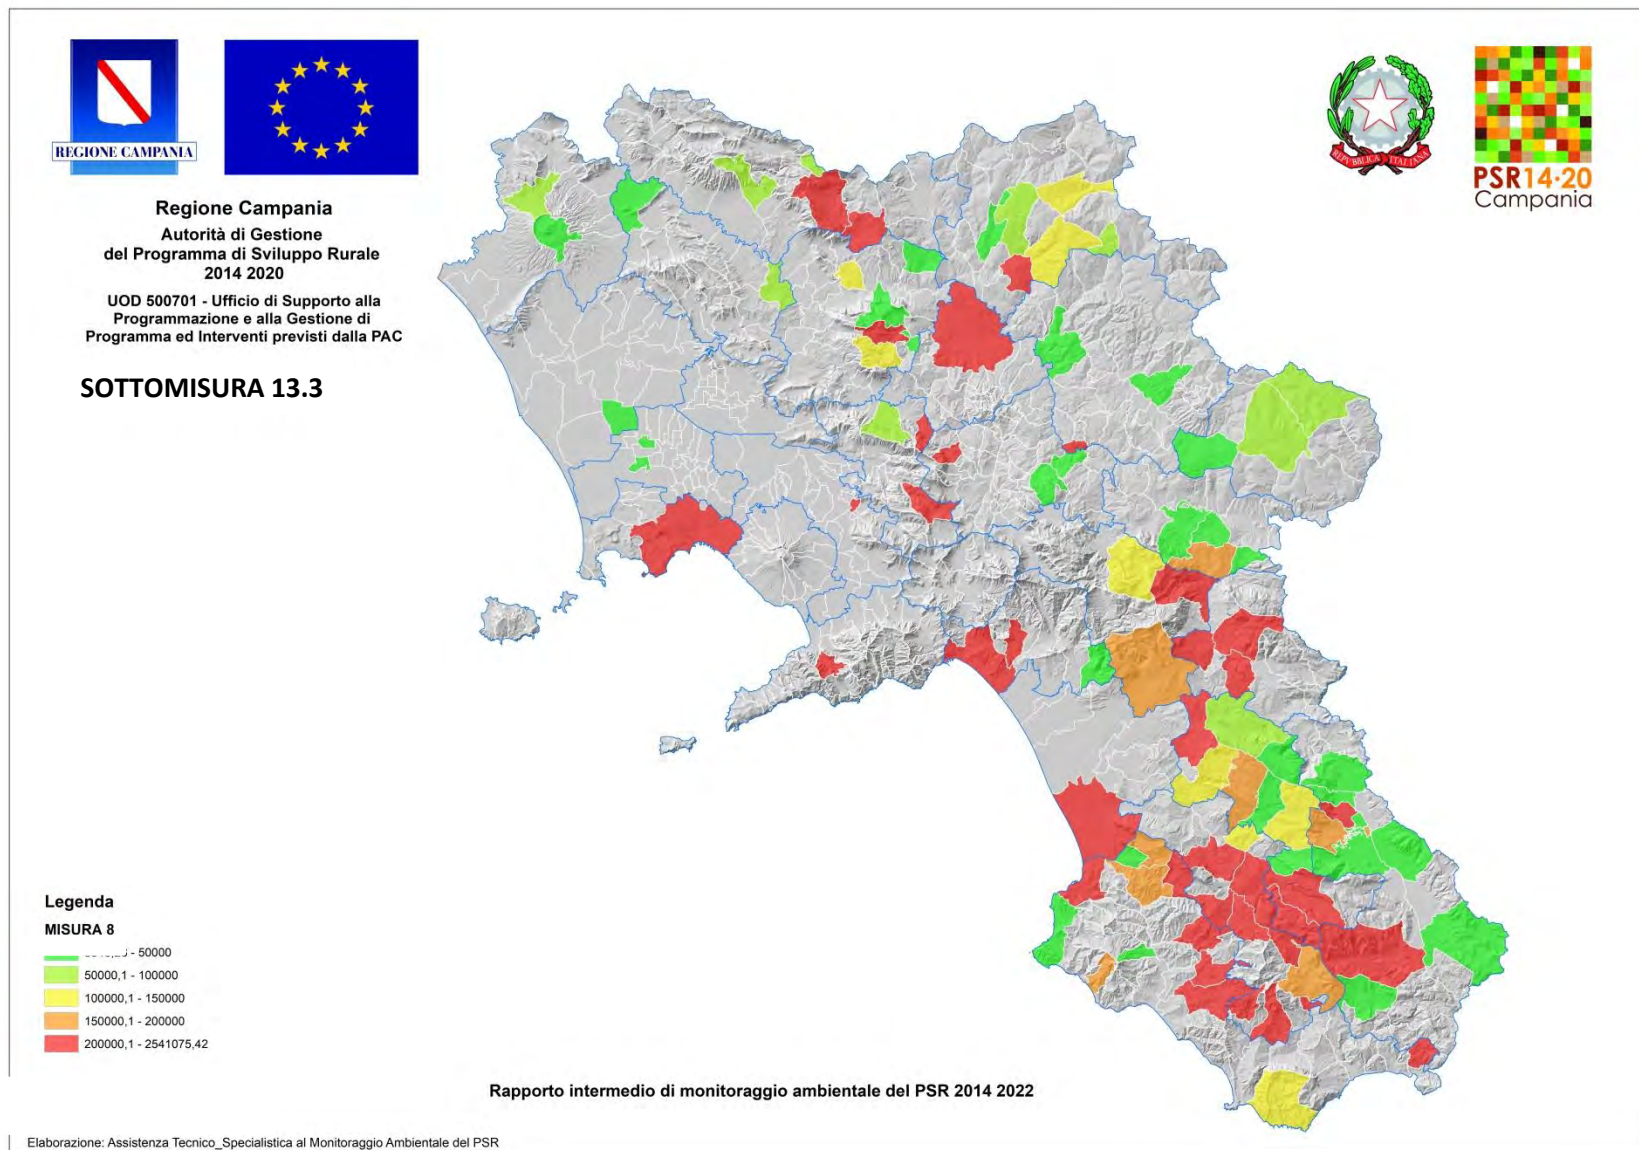 REGIONE CAMPANIA
REPVBBLICA ITALIANA
PSR14·20
Campania
Regione Campania
Autorità di Gestione
del Programma di Sviluppo Rurale
2014 2020
UOD 500701 - Ufficio di Supporto alla
Programmazione e alla Gestione di
Programma ed Interventi previsti dalla PAC
SOTTOMISURA 13.3
Legenda
MISURA 8
- 50000
50000,1 - 100000
100000,1 - 150000
150000,1 - 200000
200000,1 - 2541075,42
Rapporto intermedio di monitoraggio ambientale del PSR 2014 2022
Elaborazione: Assistenza Tecnico_Specialistica al Monitoraggio Ambientale del PSR